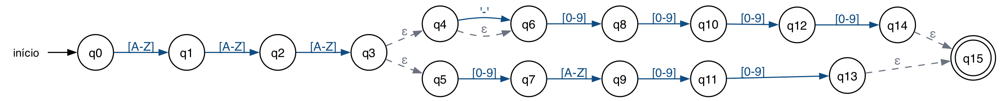 início
q0
[A-Z]
q1
[A-Z]
q2
[A-Z]
q3
ε
q4
'-'
ε
q6
[0-9]
q8
[0-9]
q10
[0-9]
q12
[0-9]
q14
ε
ε
q5
[0-9]
q7
[A-Z]
q9
[0-9]
q11
[0-9]
q13
ε
q15